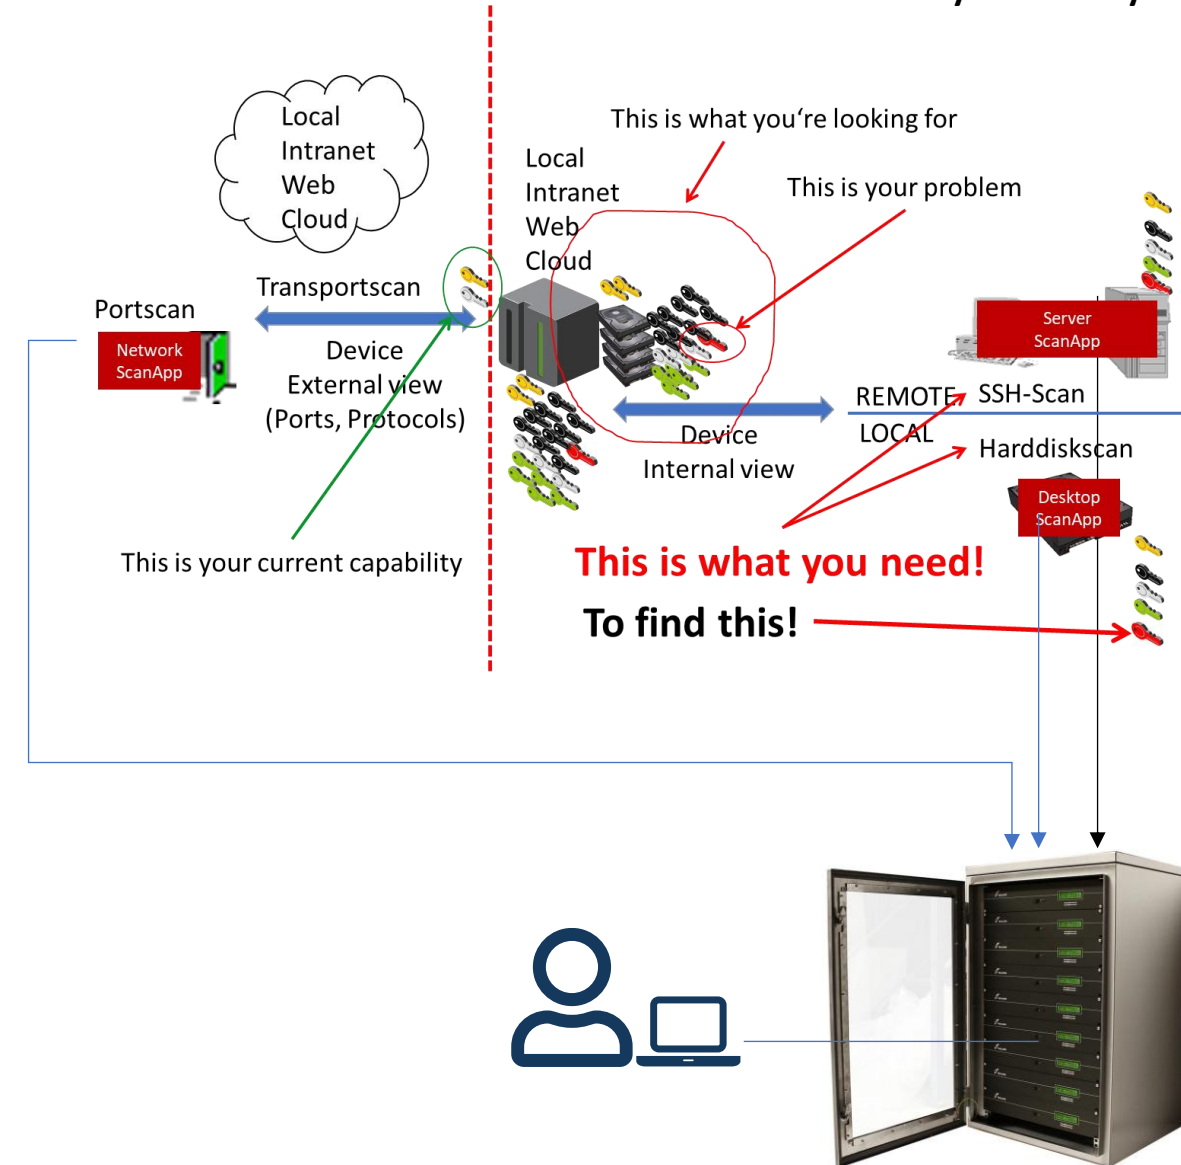 Local
Intranet
Web
Cloud
This is what you‘re looking for
Local
Intranet
Web
Cloud
This is your problem
Portscan
Network
ScanApp
Transportscan
Device
External view
(Ports, Protocols)
Server
ScanApp
REMOTE
SSH-Scan
LOCAL
Harddiskscan
Device
Internal view
Desktop
ScanApp
This is your current capability
This is what you need!
To find this!